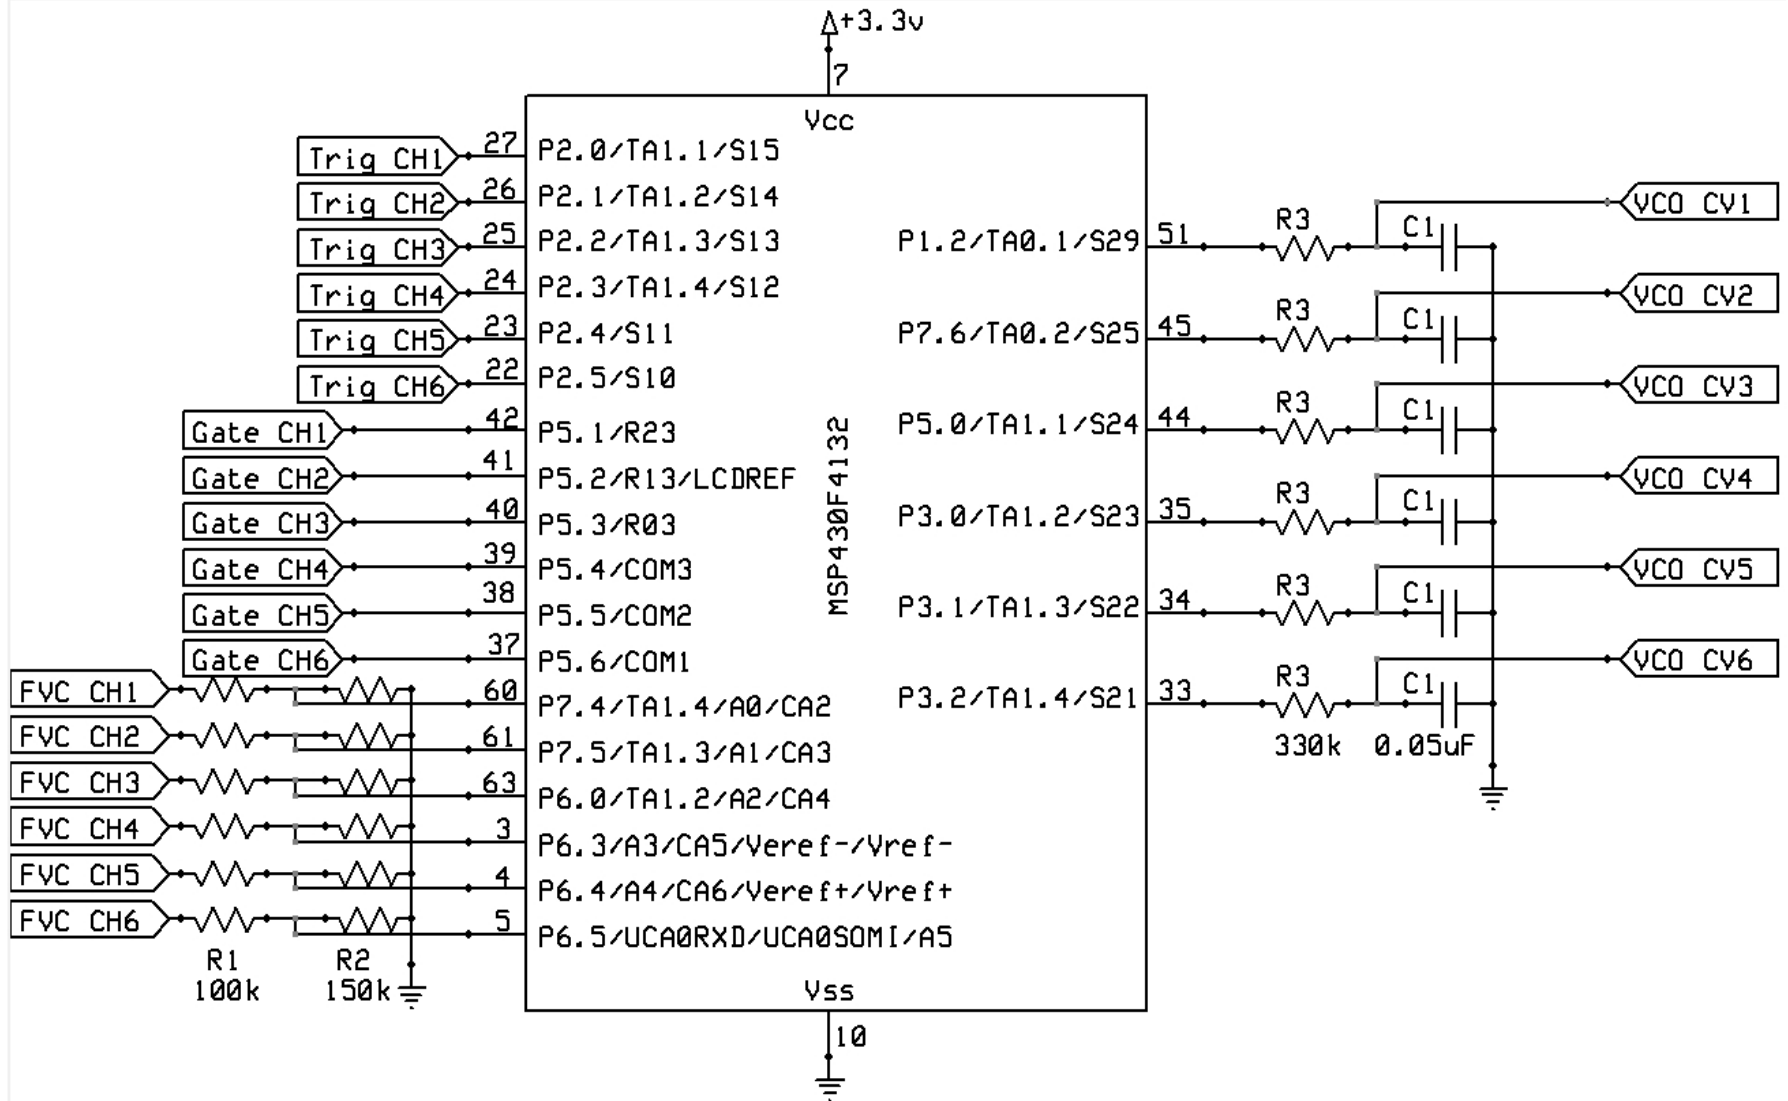 +3.3v
7
Vcc
Trig CH1 27 P2.0/TA1.1/S15
Trig CH2 26 P2.1/TA1.2/S14
Trig CH3 25 P2.2/TA1.3/S13
Trig CH4 24 P2.3/TA1.4/S12
Trig CH5 23 P2.4/S11
Trig CH6 22 P2.5/S10
Gate CH1 42 P5.1/R23
Gate CH2 41 P5.2/R13/LCDREF
Gate CH3 40 P5.3/R03
Gate CH4 39 P5.4/COM3
Gate CH5 38 P5.5/COM2
Gate CH6 37 P5.6/COM1
FVC CH1 60 P7.4/TA1.4/A0/CA2
FVC CH2 61 P7.5/TA1.3/A1/CA3
FVC CH3 63 P6.0/TA1.2/A2/CA4
FVC CH4 3 P6.3/A3/CA5/Veref-/Vref-
FVC CH5 4 P6.4/A4/CA6/Veref+/Vref+
FVC CH6 5 P6.5/UCA0RXD/UCA0SOMI/A5
R1 R2
100k 150k
MSP430F4132
P1.2/TA0.1/S29 51 R3 C1 VCO CV1
P7.6/TA0.2/S25 45 R3 C1 VCO CV2
P5.0/TA1.1/S24 44 R3 C1 VCO CV3
P3.0/TA1.2/S23 35 R3 C1 VCO CV4
P3.1/TA1.3/S22 34 R3 C1 VCO CV5
P3.2/TA1.4/S21 33 R3 C1 VCO CV6
330k 0.05uF
Vss
10